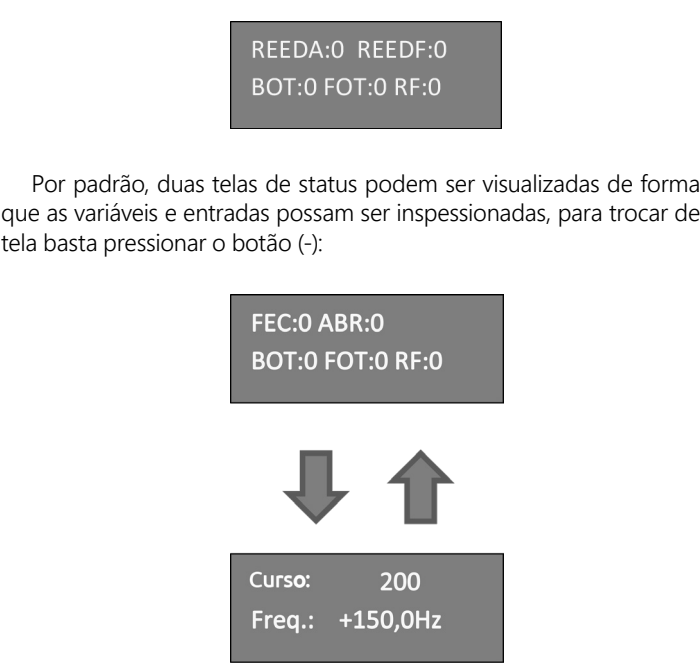 REEDA:0 REEDF:0
BOT:0 FOT:0 RF:0
Por padrão, duas telas de status podem ser visualizadas de forma
que as variáveis e entradas possam ser inspessionadas, para trocar de
tela basta pressionar o botão (-):
FEC:0 ABR:0
BOT:0 FOT:0 RF:0
Curso: 200
Freq.: +150,0Hz